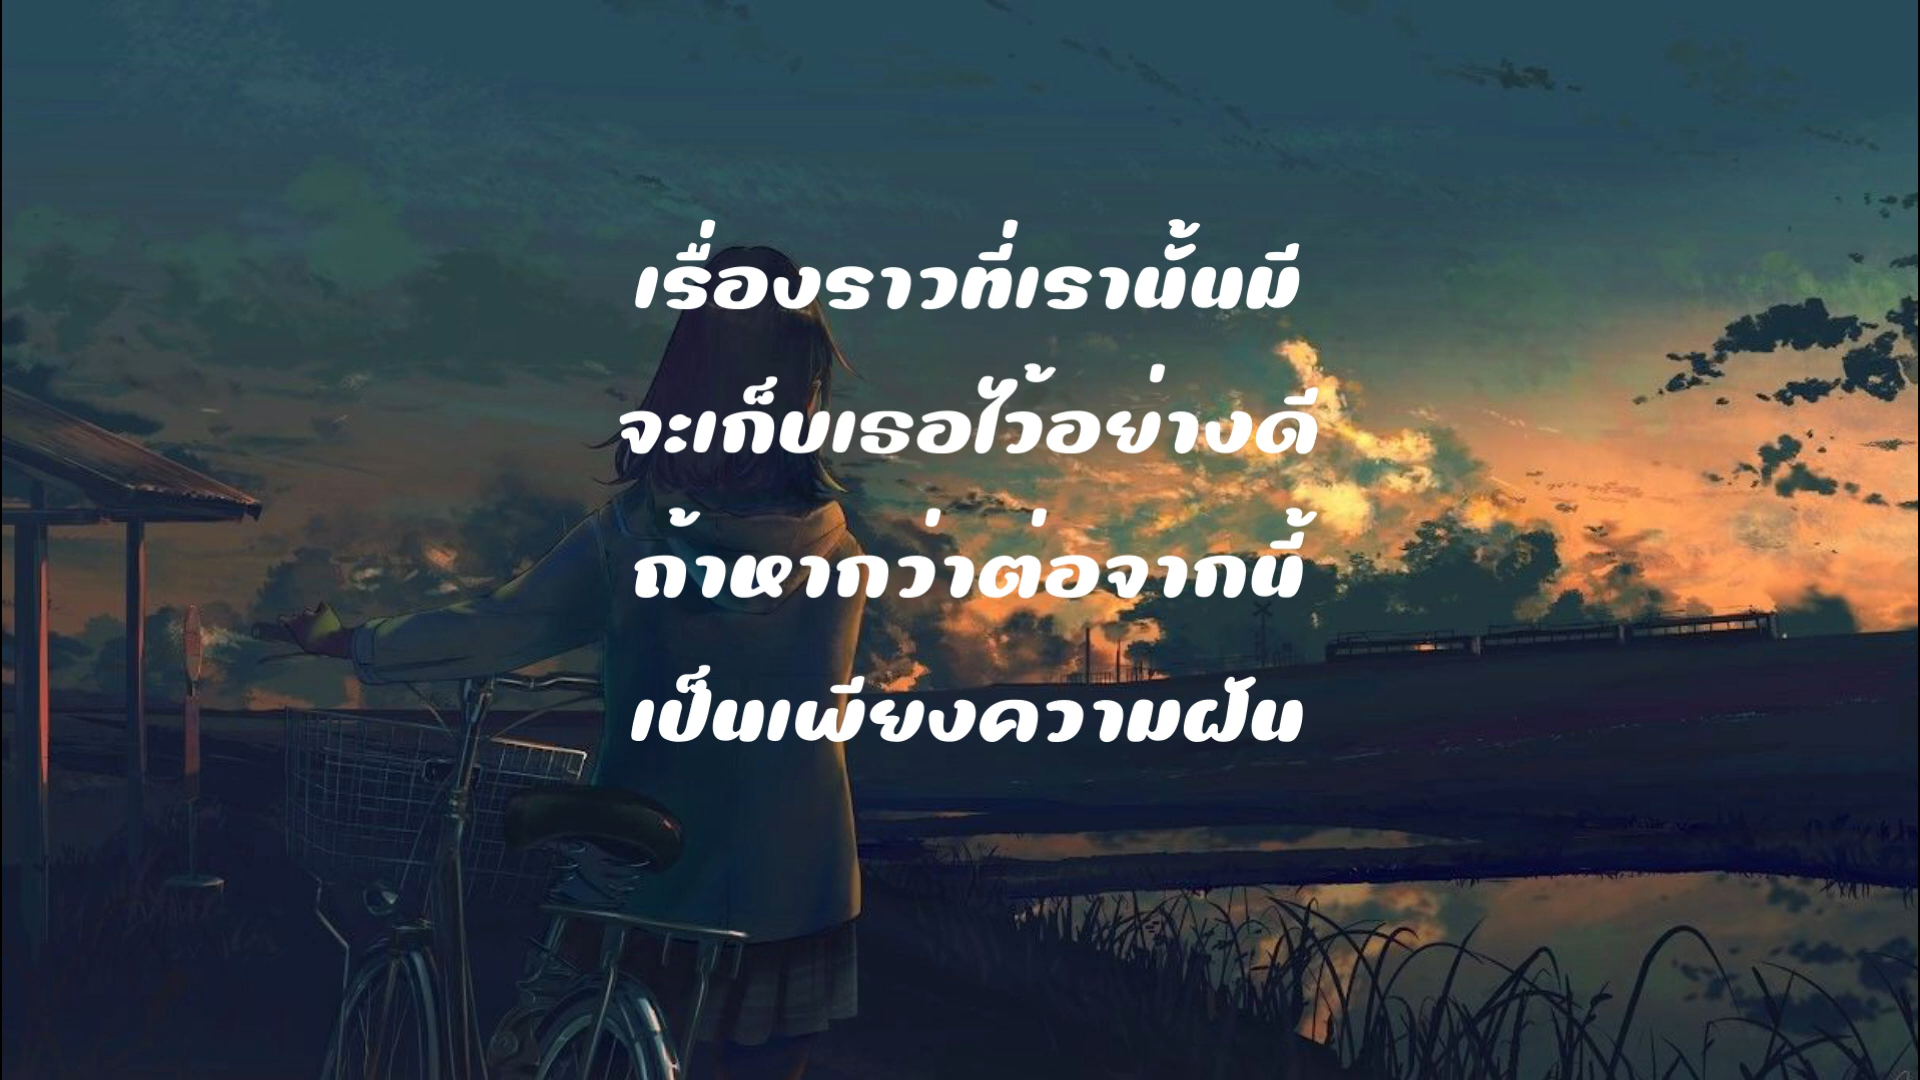 เรื่องราวที่เรานั้นมี
จะเก็บเธอไว้อย่างดี
ถ้าหากว่าต่อจากนี้
เป็นเพียงความฝัน